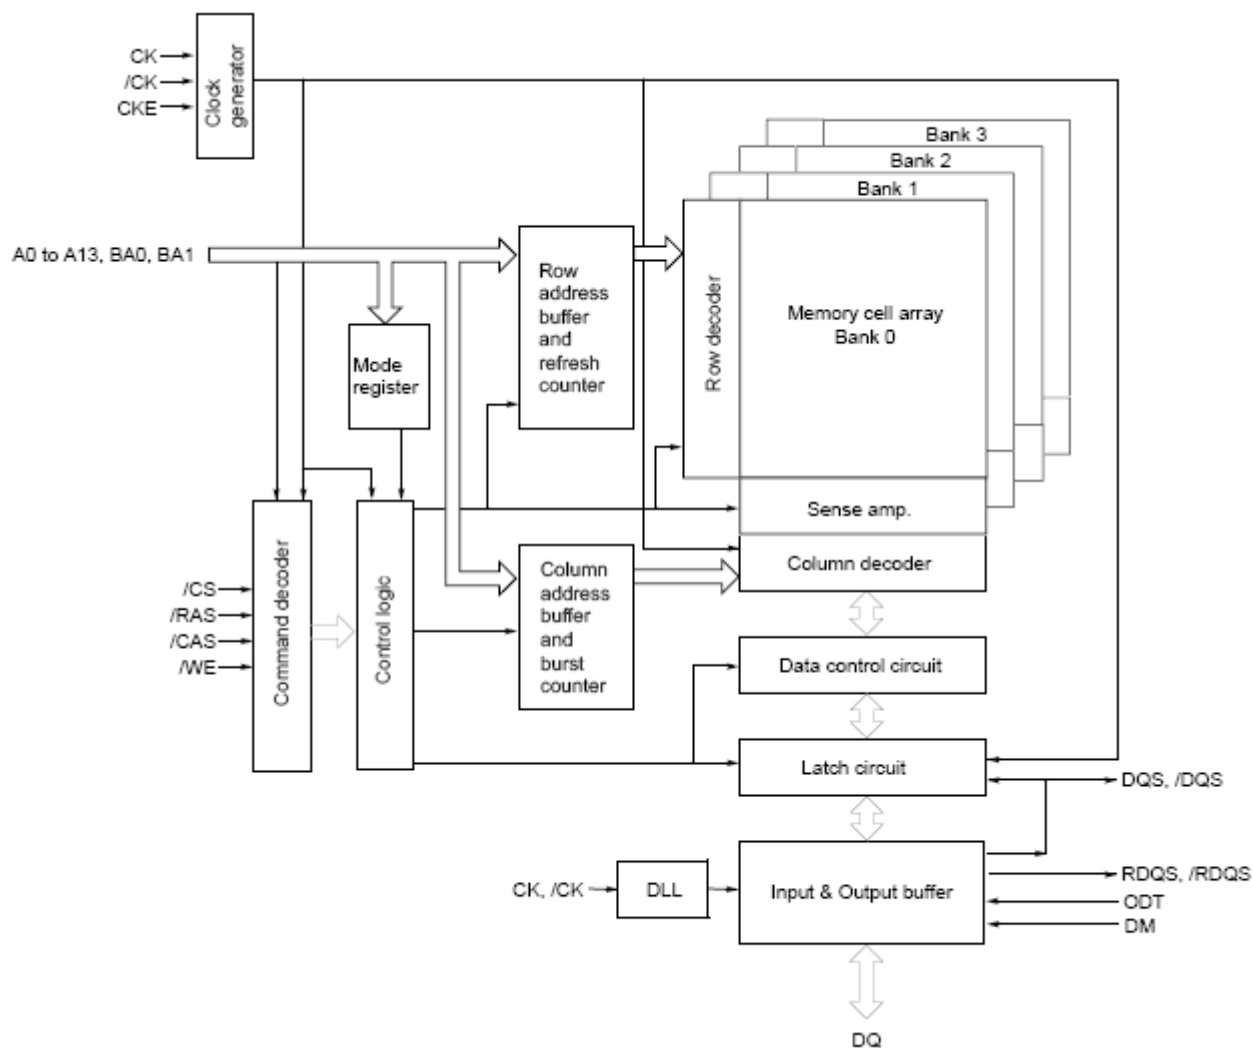 CK
/CK
CKE
Clock
generator
Bank 3
Bank 2
Bank 1
A0 to A13, BA0, BA1
Row
address
buffer
and
refresh
counter
Row decoder
Memory cell array
Bank 0
Mode
register
Sense amp.
Command decoder
Control logic
Column
address
buffer
and
burst
counter
Column decoder
/CS
/RAS
/CAS
/WE
Data control circuit
Latch circuit
DQS, /DQS
CK, /CK
DLL
Input & Output buffer
RDQS, /RDQS
ODT
DM
DQ